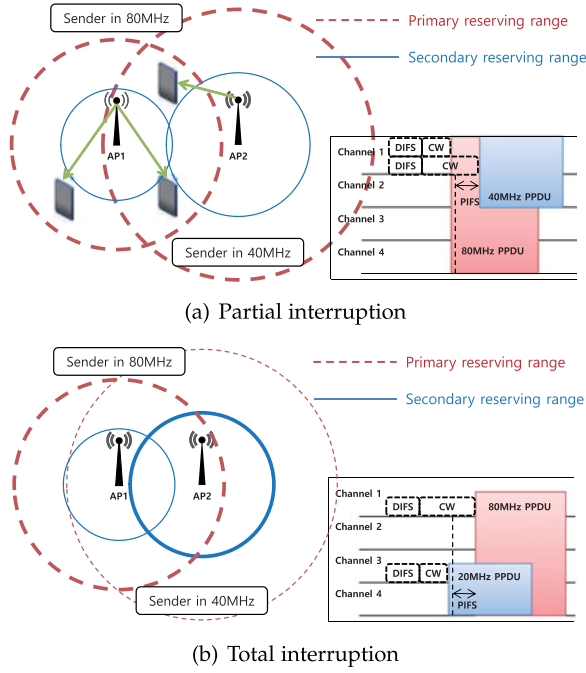 Sender in 80MHz
Primary reserving range
Secondary reserving range
AP1
AP2
Sender in 40MHz
Channel 1
DIFS
CW
DIFS
CW
Channel 2
PIFS
40MHz PPDU
Channel 3
Channel 4
80MHz PPDU
(a) Partial interruption
Sender in 80MHz
Primary reserving range
Secondary reserving range
AP1
AP2
Sender in 40MHz
Channel 1
DIFS
CW
80MHz PPDU
Channel 2
Channel 3
DIFS
CW
20MHz PPDU
Channel 4
PIFS
(b) Total interruption